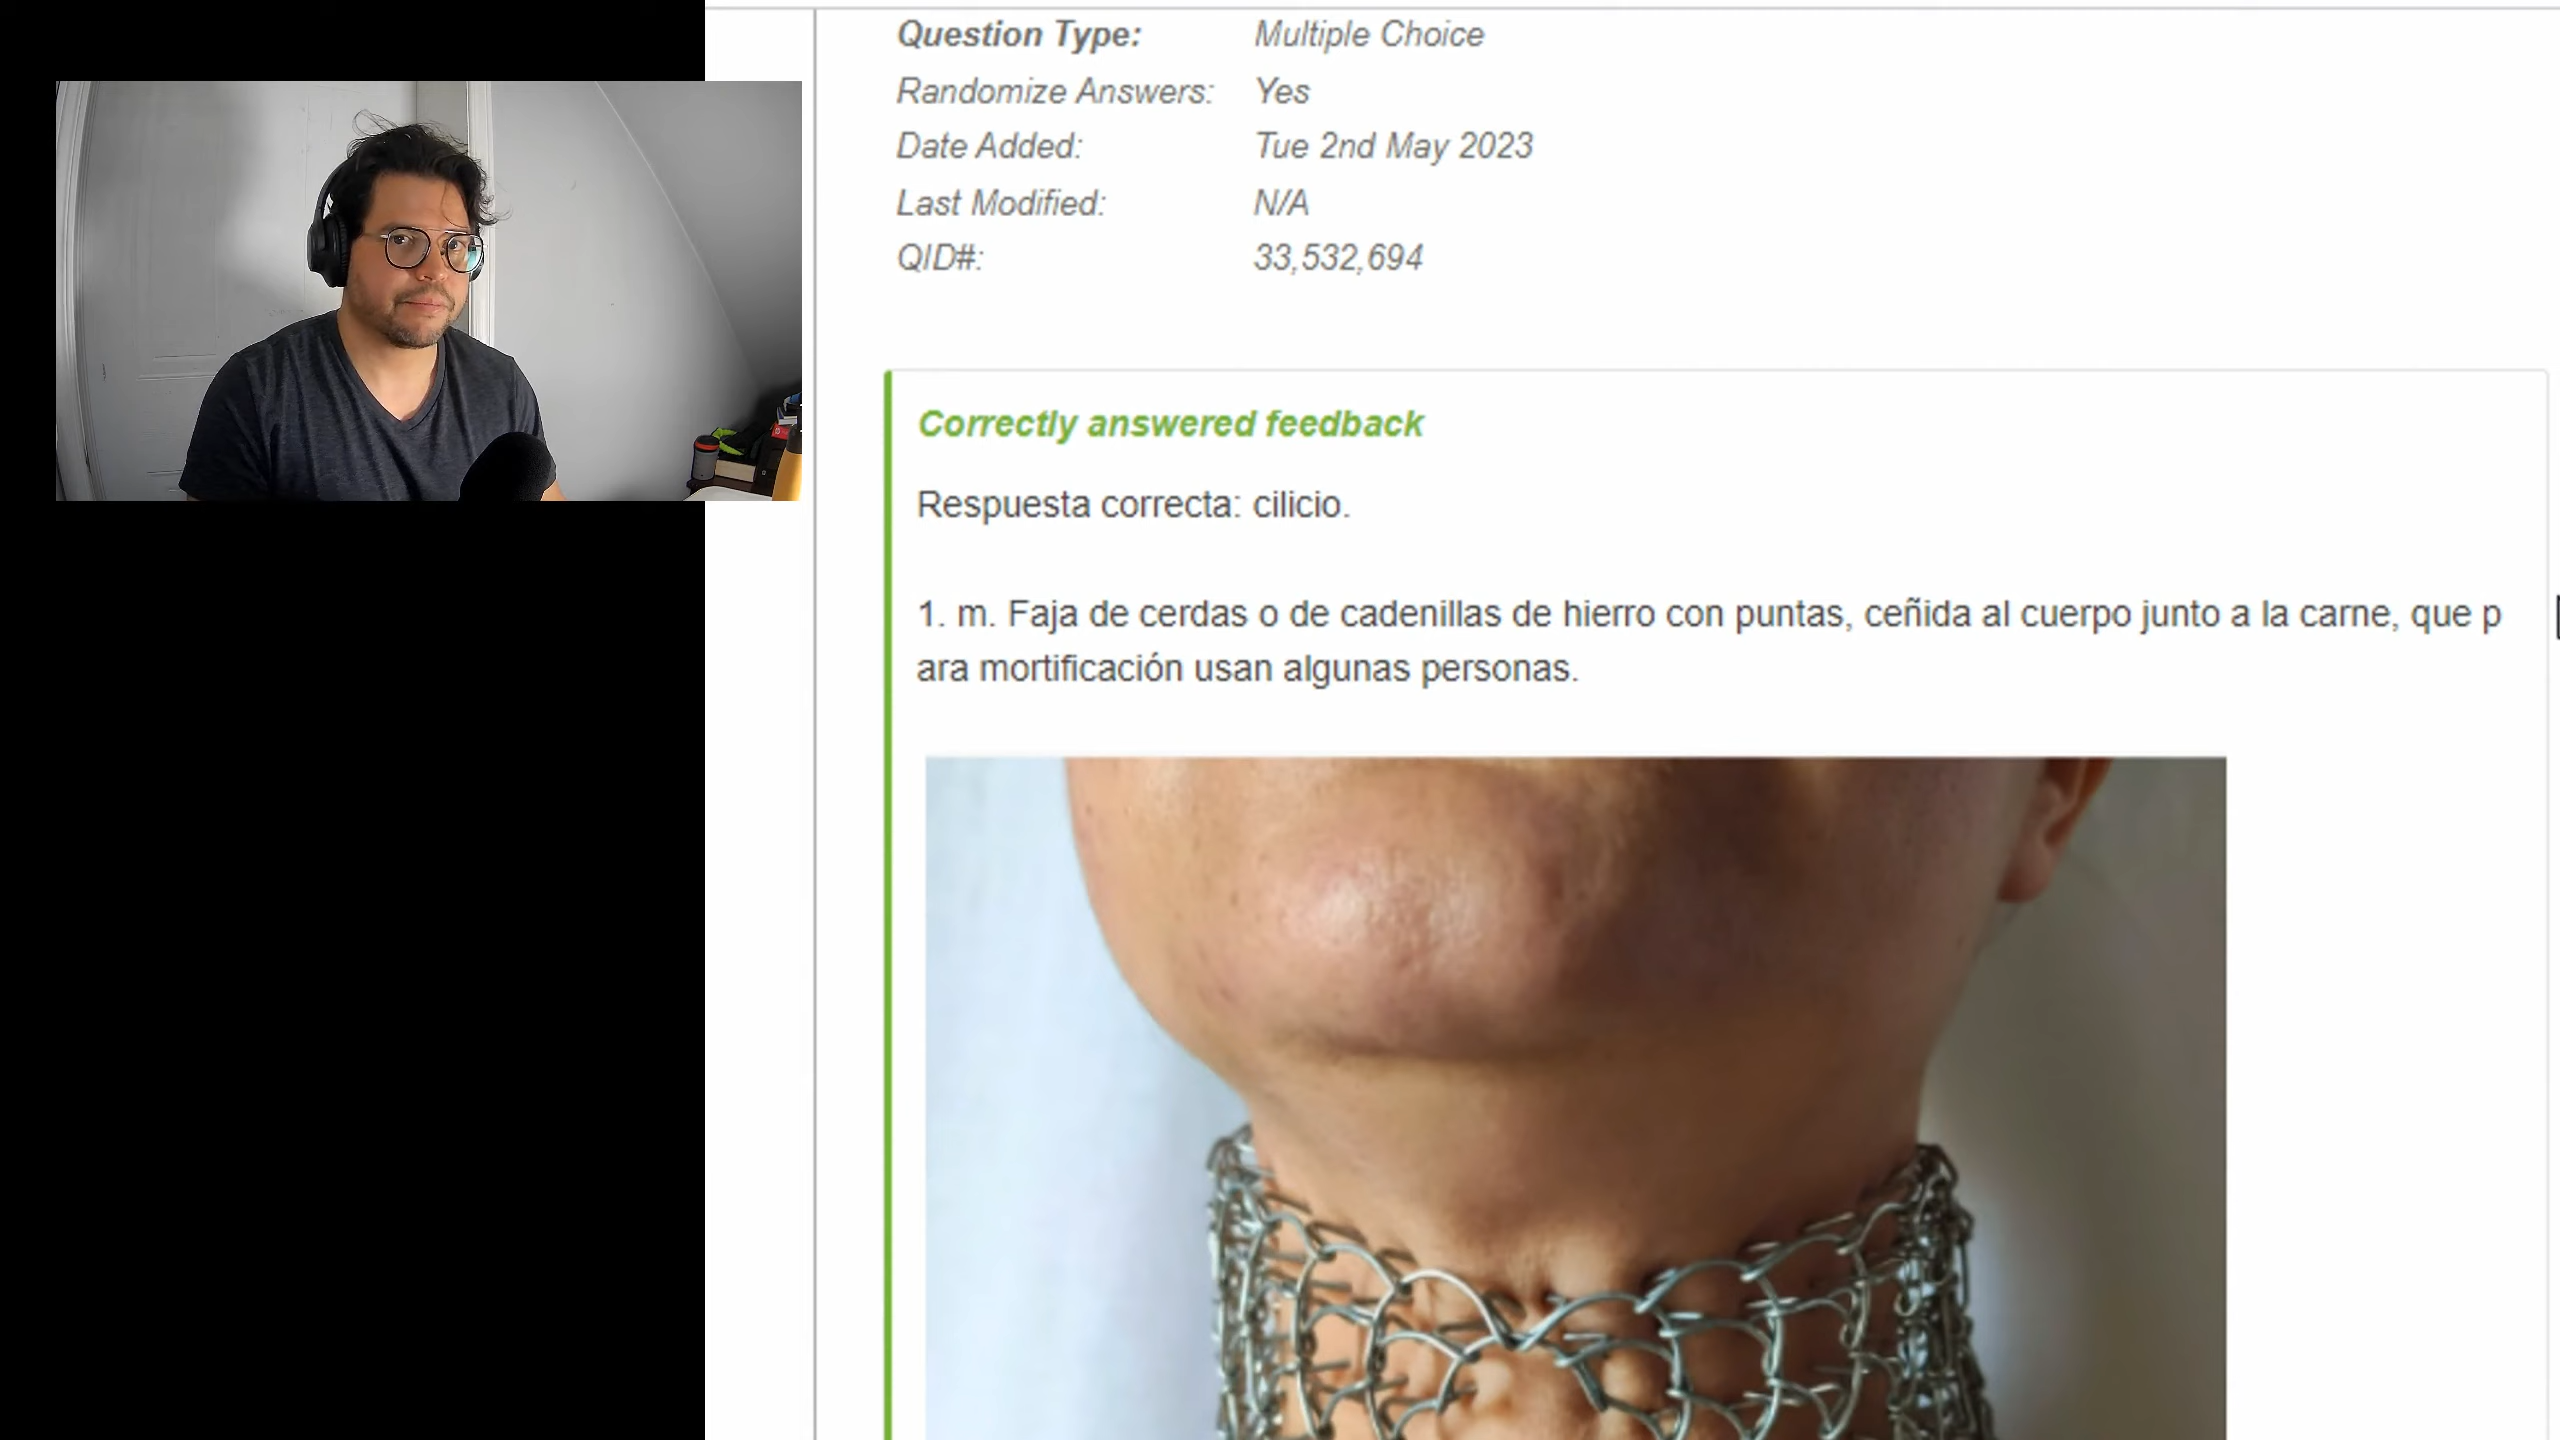 Question Type: Multiple Choice
Randomize Answers: Yes
Date Added: Tue 2nd May 2023
Last Modified: N/A
QID#: 33,532,694
Correctly answered feedback
Respuesta correcta: cilicio.
1. m. Faja de cerdas o de cadenillas de hierro con puntas, ceñida al cuerpo junto a la carne, que p
ara mortificación usan algunas personas.